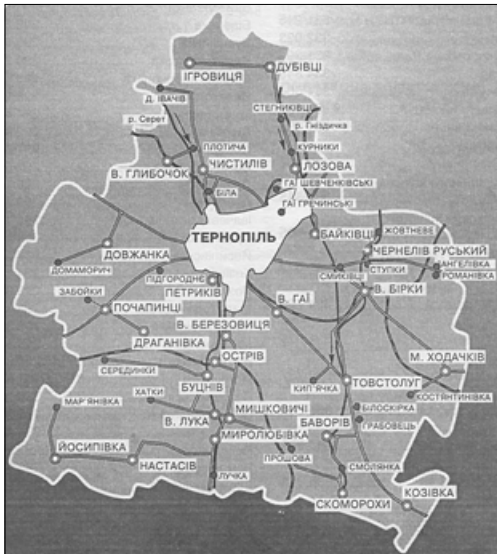 ДУБІВЦІ
ІГРОВИЦЯ
Д. ІВАЧІВ
СТЕГНИКІВЦІ
р. Серет
р. Гніздичка
ПЛОТИЧА
КУРНИКИ
ЧИСТИЛІВ
ЛОЗОВА
В. ГЛИБОЧОК
ГАЇ ШЕВЧЕНКІВСЬКІ
БІЛА
ГАЇ ГРЕЧИНСЬКІ
ТЕРНОПІЛЬ
БАЙКІВЦІ
ЖОВТНЕВЕ
ДОВЖАНКА
ЧЕРНЕЛІВ РУСЬКИЙ
ДОМАМОРИЧ
СМИКІВЦІ
СТУПКИ
АНГЕЛІВКА
ПІДГОРОДНЄ
РОМАНІВКА
ПЕТРИКІВ
ЗАБОЙКИ
В. БІРКИ
ПОЧАПИНЦІ
В. ГАЇ
В. БЕРЕЗОВИЦЯ
ДРАГАНІВКА
ОСТРІВ
М. ХОДАЧКІВ
СЕРЕДИНКИ
БУЦНІВ
КИП'ЯЧКА
ТОВСТОЛУГ
КОСТЯНТИНІВКА
МАР'ЯНІВКА
ХАТКИ
МИШКОВИЧІ
БІЛОСКІРКА
В. ЛУКА
ГРАБОВЕЦЬ
МИРОЛЮБІВКА
БАВОРІВ
ЙОСИПІВКА
ПРОШОВА
НАСТАСІВ
СМОЛЯНКА
ЛУЧКА
КОЗІВКА
СКОМОРОХИ